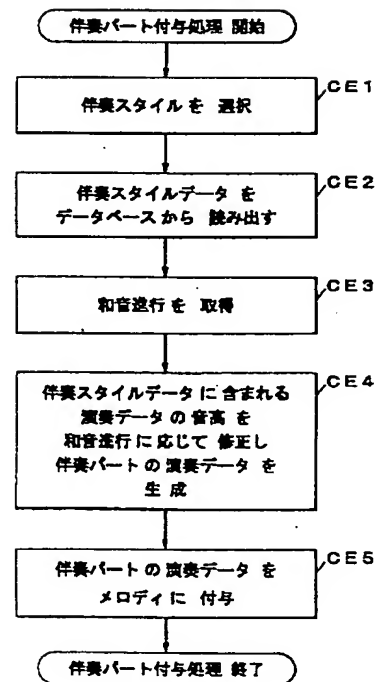 伴奏パート付与処理 開始
CE1
伴奏スタイルを 選択
CE2
伴奏スタイルデータ を
データベースから 読み出す
CE3
和音進行 を 取得
CE4
伴奏スタイルデータ に 含まれる
演奏データ の 音高 を
和音進行 に 応じて 修正し
伴奏パート の 演奏データ を
生 成
CE5
伴奏パート の 演奏データ を
メロディ に 付与
伴奏パート付与処理 終了